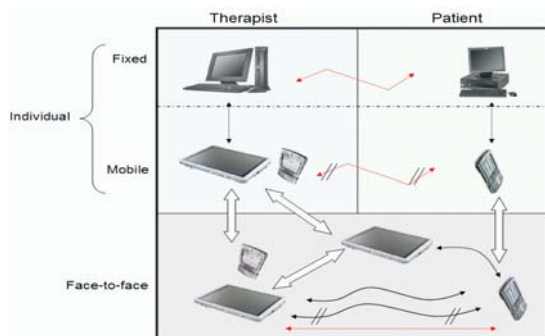 Therapist Patient
Fixed
Individual
Mobile
Face-to-face